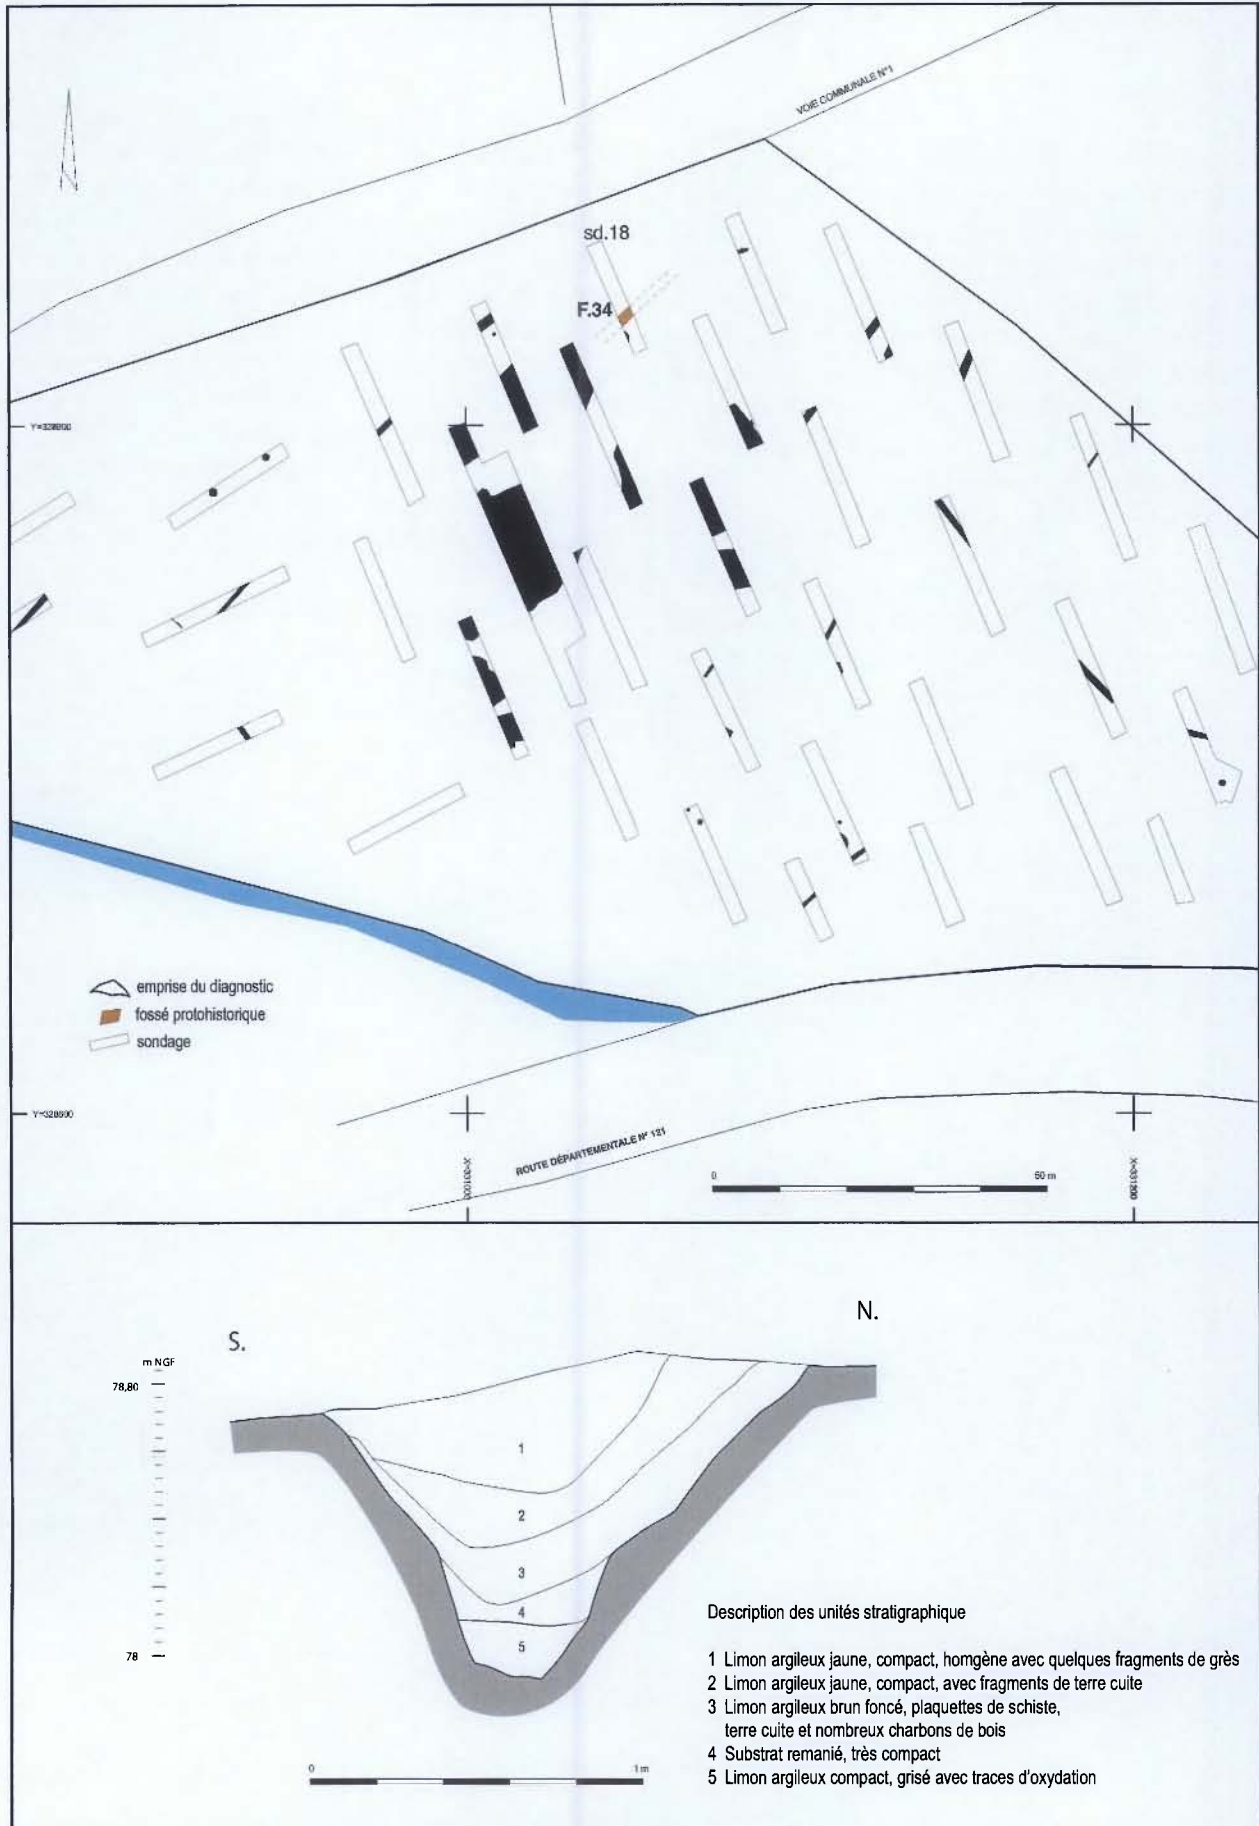 VOIE COMMUNALE N°1
sd.18
F.34
Y=328800
emprise du diagnostic
fossé protohistorique
sondage
Y=328600
X=331000
ROUTE DÉPARTEMENTALE N° 121
0 50 m
X=331200
N.
S.
m NGF
78,80
1
2
3
4
5
78
0 1 m
Description des unités stratigraphique
1 Limon argileux jaune, compact, homgène avec quelques fragments de grès
2 Limon argileux jaune, compact, avec fragments de terre cuite
3 Limon argileux brun foncé, plaquettes de schiste,
terre cuite et nombreux charbons de bois
4 Substrat remanié, très compact
5 Limon argileux compact, grisé avec traces d'oxydation